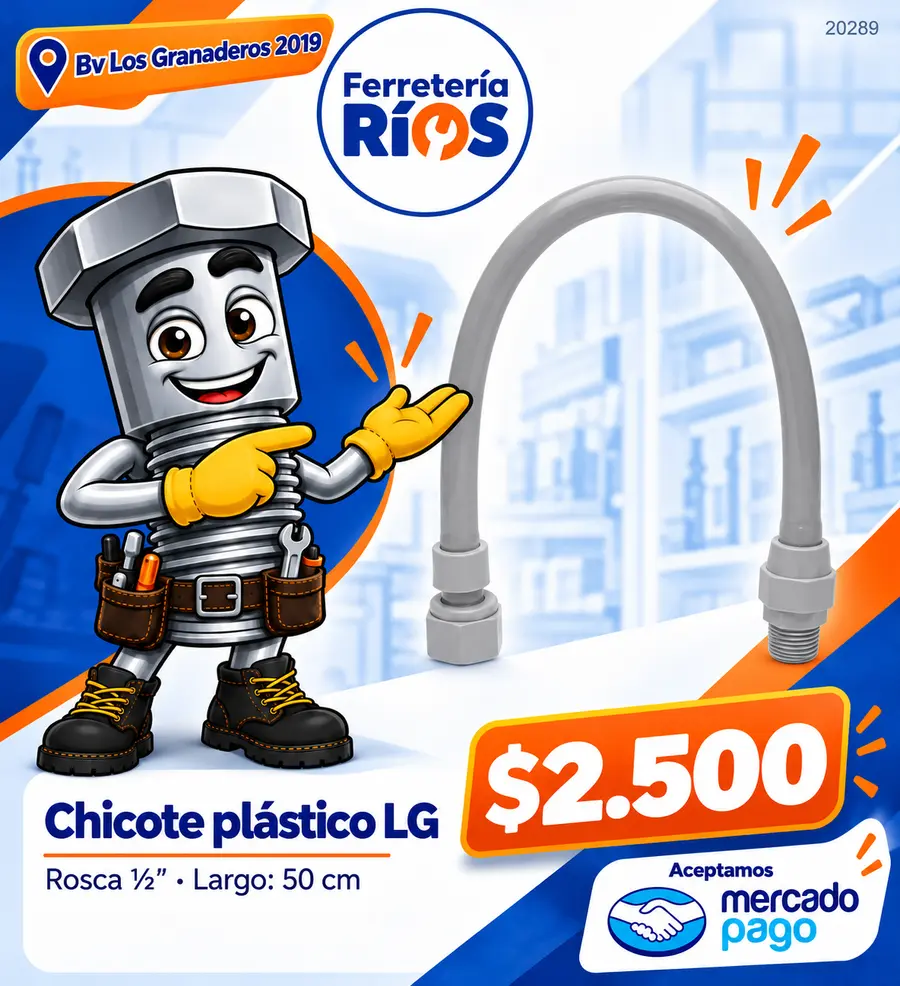 Bv Los Granaderos 2019
Ferretería
RÍOS
20289
$2.500
Chicote plástico LG
Rosca ½” • Largo: 50 cm
Aceptamos
mercado
pago